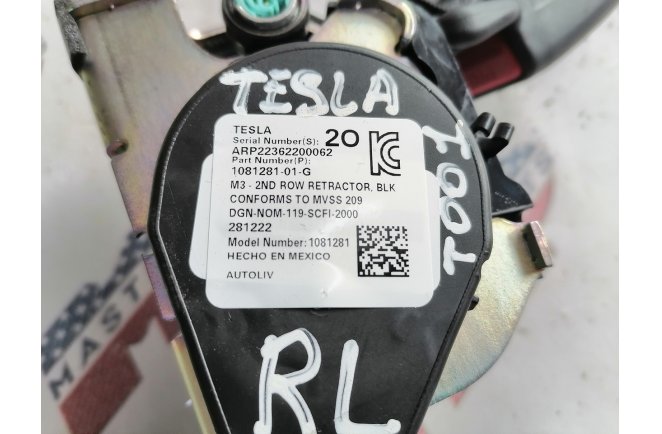 TESLA
TESLA
Serial Number(S):
20
ARP22362200062
Part Number(P):
1081281-01-G
M3 - 2ND ROW RETRACTOR, BLK
CONFORMS TO MVSS 209
DGN-NOM-119-SCFI-2000
281222
Model Number:1081281
HECHO EN MEXICO
AUTOLIV
RL
MAST